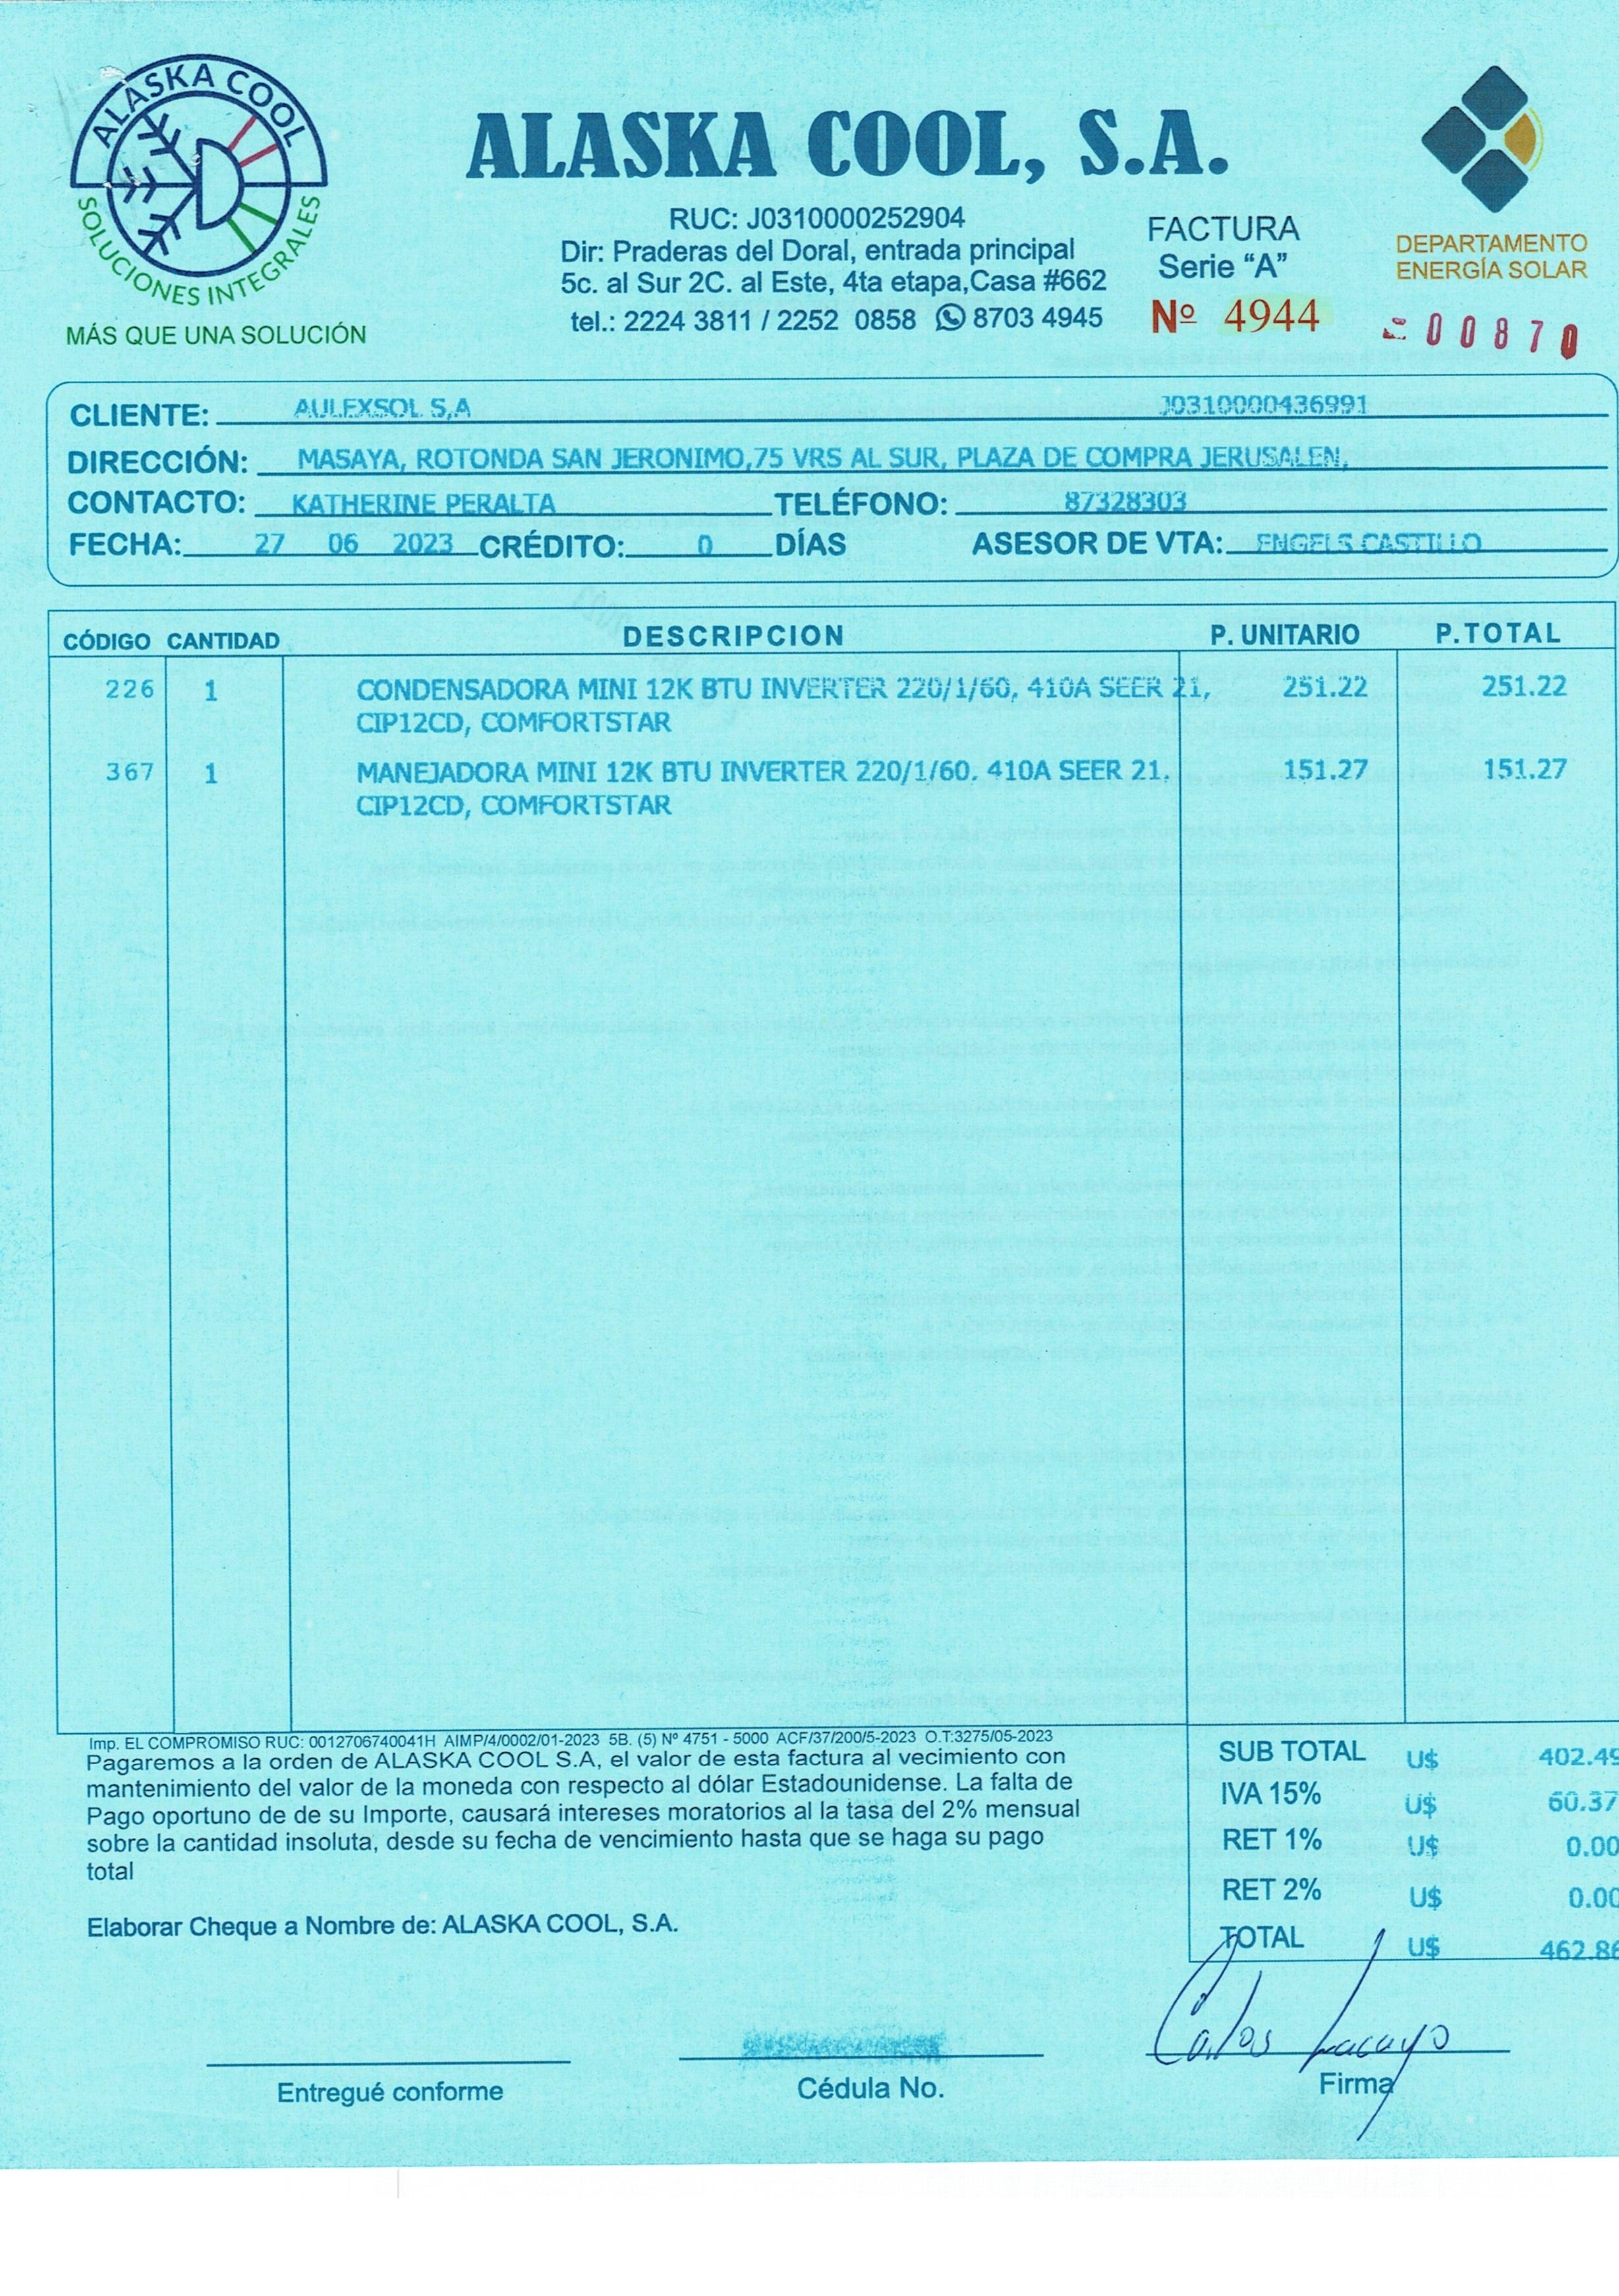 ALASKA COOL
SOLUCIONES INTEGRALES
MÁS QUE UNA SOLUCIÓN
ALASKA COOL, S.A.
RUC: J0310000252904
Dir: Praderas del Doral, entrada principal
5c. al Sur 2C. al Este, 4ta etapa,Casa #662
tel.: 2224 3811 / 2252 0858 8703 4945
FACTURA
Serie “A”
Nº 4944
DEPARTAMENTO
ENERGÍA SOLAR
00870
CLIENTE: AULEXSOL S,A J0310000436991
DIRECCIÓN: MASAYA, ROTONDA SAN JERONIMO,75 VRS AL SUR, PLAZA DE COMPRA JERUSALEN,
CONTACTO: KATHERINE PERALTA TELÉFONO: 87328303
FECHA: 27 06 2023 CRÉDITO: 0 DÍAS ASESOR DE VTA: ENGELS CASTILLO
CÓDIGO CANTIDAD DESCRIPCION P. UNITARIO P.TOTAL
226 1 CONDENSADORA MINI 12K BTU INVERTER 220/1/60, 410A SEER 21, 251.22 251.22
CIP12CD, COMFORTSTAR
367 1 MANEJADORA MINI 12K BTU INVERTER 220/1/60, 410A SEER 21, 151.27 151.27
CIP12CD, COMFORTSTAR
Imp. EL COMPROMISO RUC: 0012706740041H AIMP/4/0002/01-2023 5B. (5) Nº 4751 - 5000 ACF/37/200/5-2023 O.T:3275/05-2023
Pagaremos a la orden de ALASKA COOL S.A, el valor de esta factura al vecimiento con
mantenimiento del valor de la moneda con respecto al dólar Estadounidense. La falta de
Pago oportuno de de su Importe, causará intereses moratorios al la tasa del 2% mensual
sobre la cantidad insoluta, desde su fecha de vencimiento hasta que se haga su pago
total
Elaborar Cheque a Nombre de: ALASKA COOL, S.A.
SUB TOTAL U$ 402.49
IVA 15% U$ 60.37
RET 1% U$ 0.00
RET 2% U$ 0.00
TOTAL U$ 462.86
Carlos Lacayo
Entregué conforme
Cédula No.
Firma